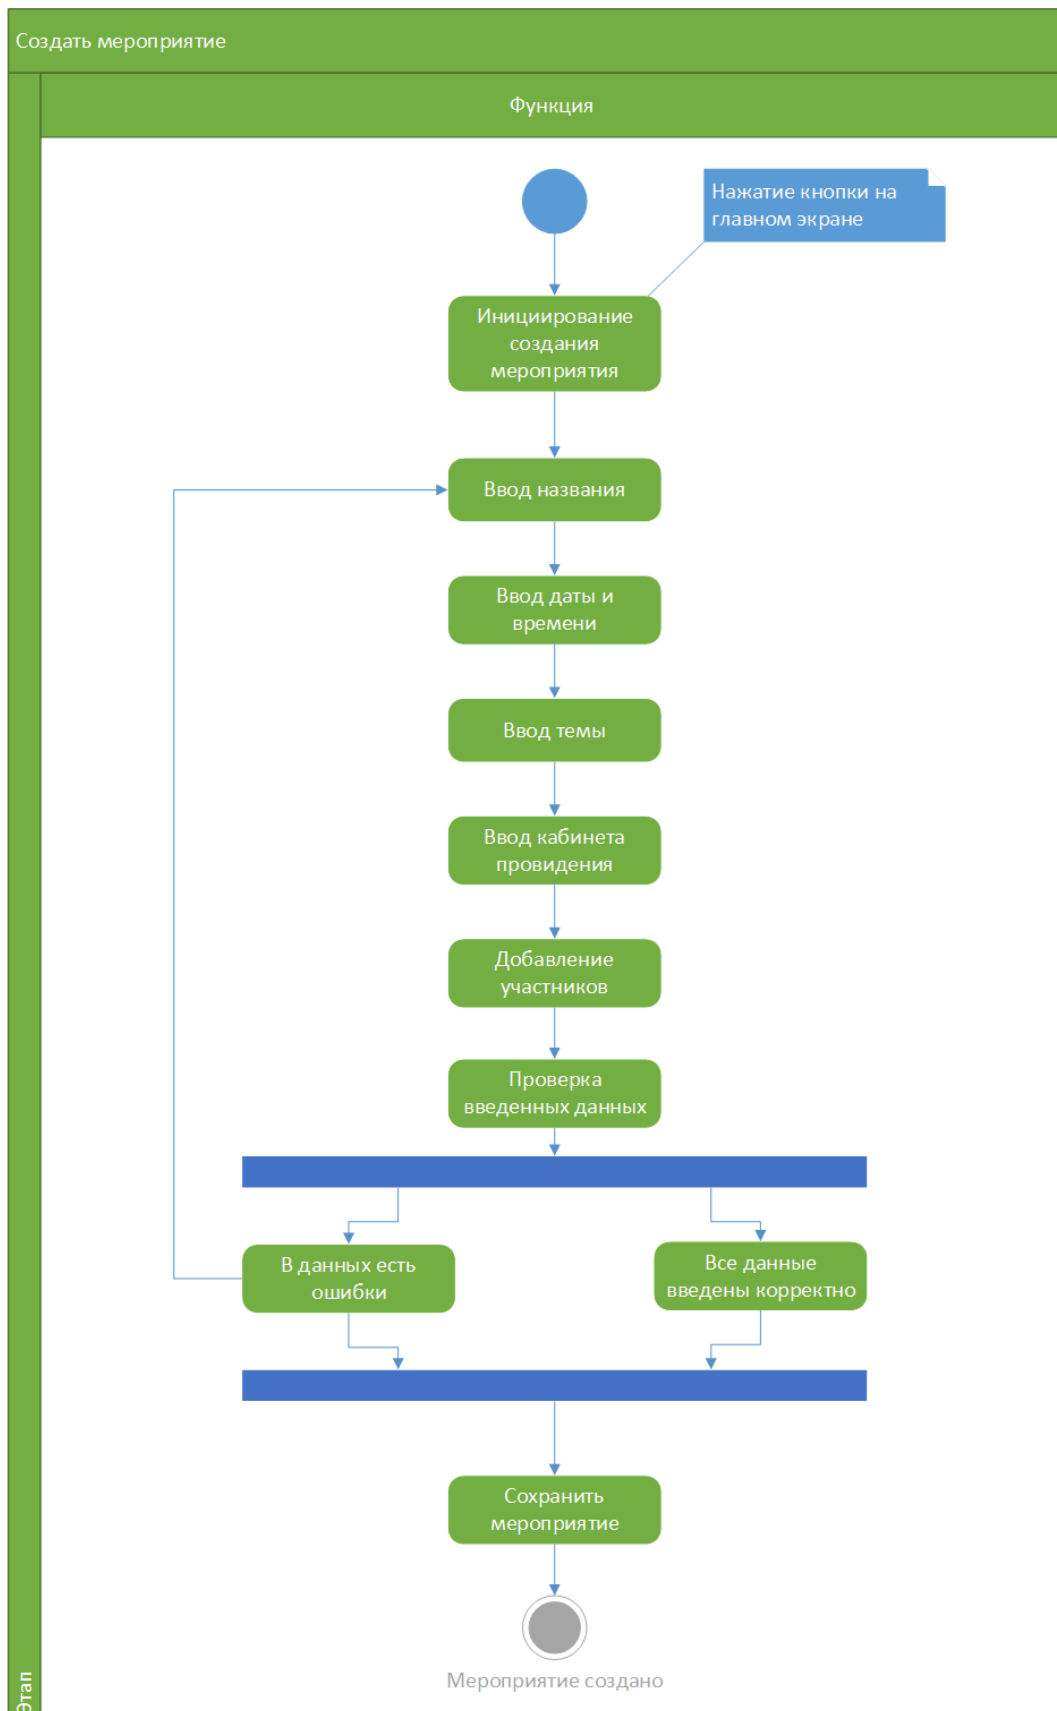 Создать мероприятие
Функция
Нажатие кнопки на
главном экране
Инициирование
создания
мероприятия
Ввод названия
Ввод даты и
времени
Ввод темы
Ввод кабинета
провидения
Добавление
участников
Проверка
введенных данных
В данных есть
ошибки
Все данные
введены корректно
Сохранить
мероприятие
Мероприятие создано
Этап